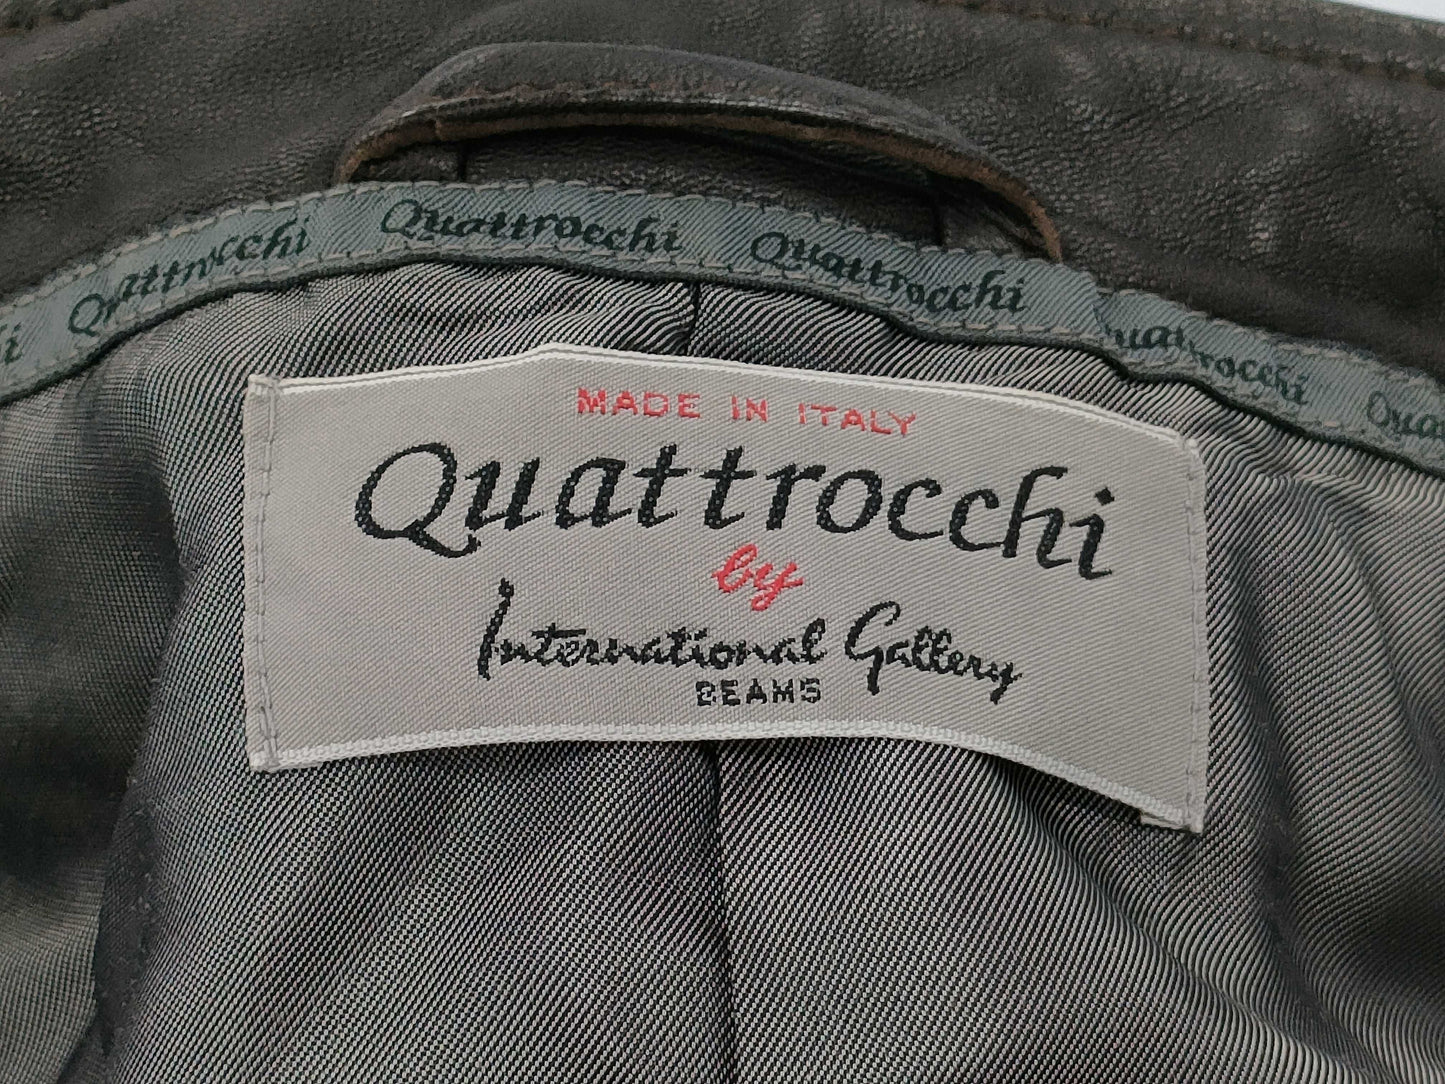 Quattrocchi Quattrocchi Quattrocchi Quattrocchi
MADE IN ITALY
Quattrocchi
by
International Gallery
BEAMS